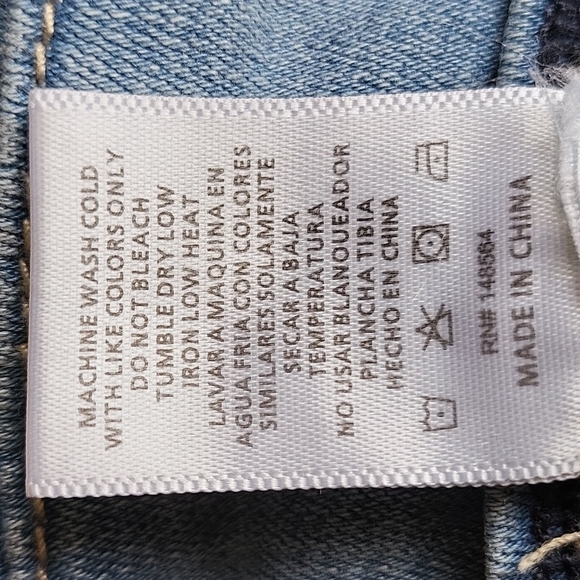 MACHINE WASH COLD
WITH LIKE COLORS ONLY
DO NOT BLEACH
TUMBLE DRY LOW
IRON LOW HEAT
LAVAR A MAQUINA EN
AGUA FRIA CON COLORES
SIMILARES SOLAMENTE
SECAR A BAJA
TEMPERATURA
NO USAR BLANQUEADOR
PLANCHA TIBIA
HECHO EN CHINA
RN# 148564
MADE IN CHINA